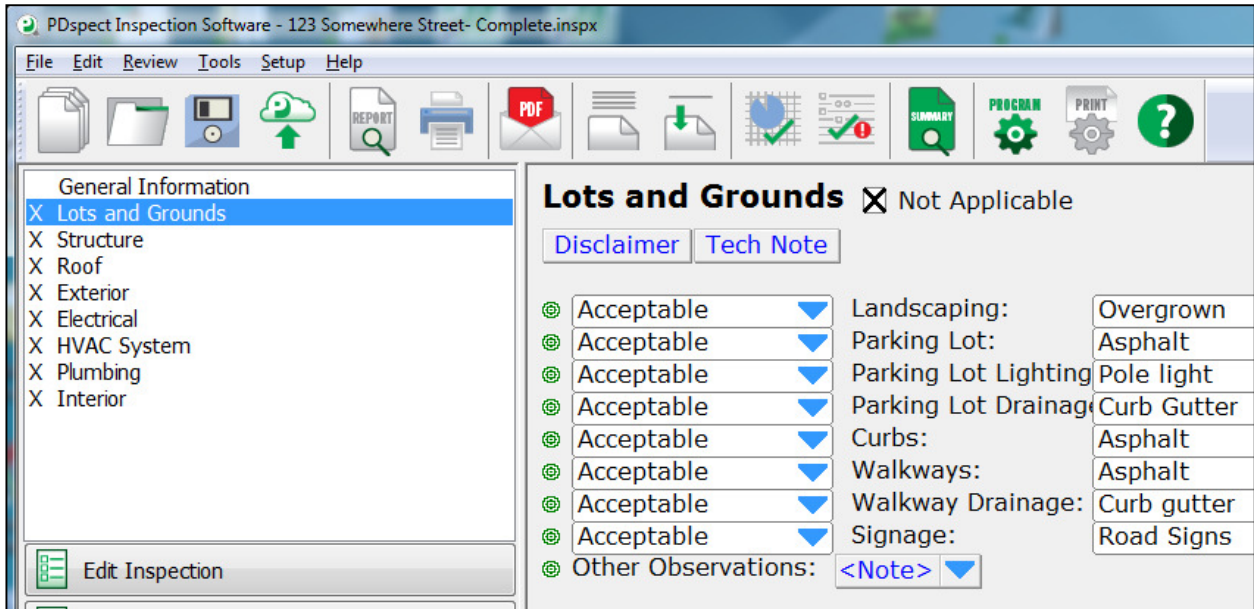 PDspect Inspection Software - 123 Somewhere Street- Complete.inspx
File Edit Review Tools Setup Help
REPORT PDF SUMMARY PROGRAM PRINT ?
General Information
X Lots and Grounds
X Structure
X Roof
X Exterior
X Electrical
X HVAC System
X Plumbing
X Interior
Edit Inspection
Lots and Grounds X Not Applicable
Disclaimer Tech Note
Acceptable Landscaping: Overgrown
Acceptable Parking Lot: Asphalt
Acceptable Parking Lot Lighting Pole light
Acceptable Parking Lot Drainage Curb Gutter
Acceptable Curbs: Asphalt
Acceptable Walkways: Asphalt
Acceptable Walkway Drainage: Curb gutter
Acceptable Signage: Road Signs
Other Observations: <Note>